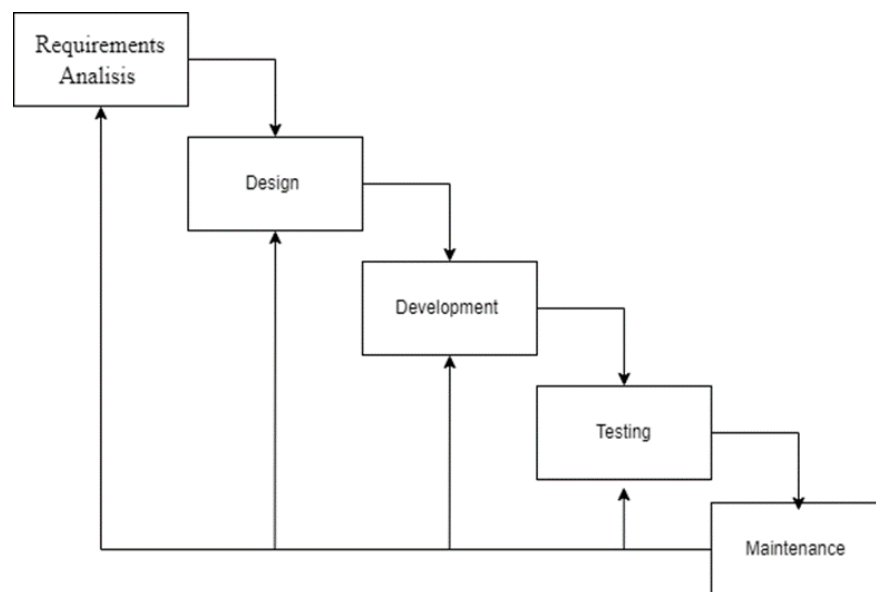 Requirements
Analisis
Design
Development
Testing
Maintenance